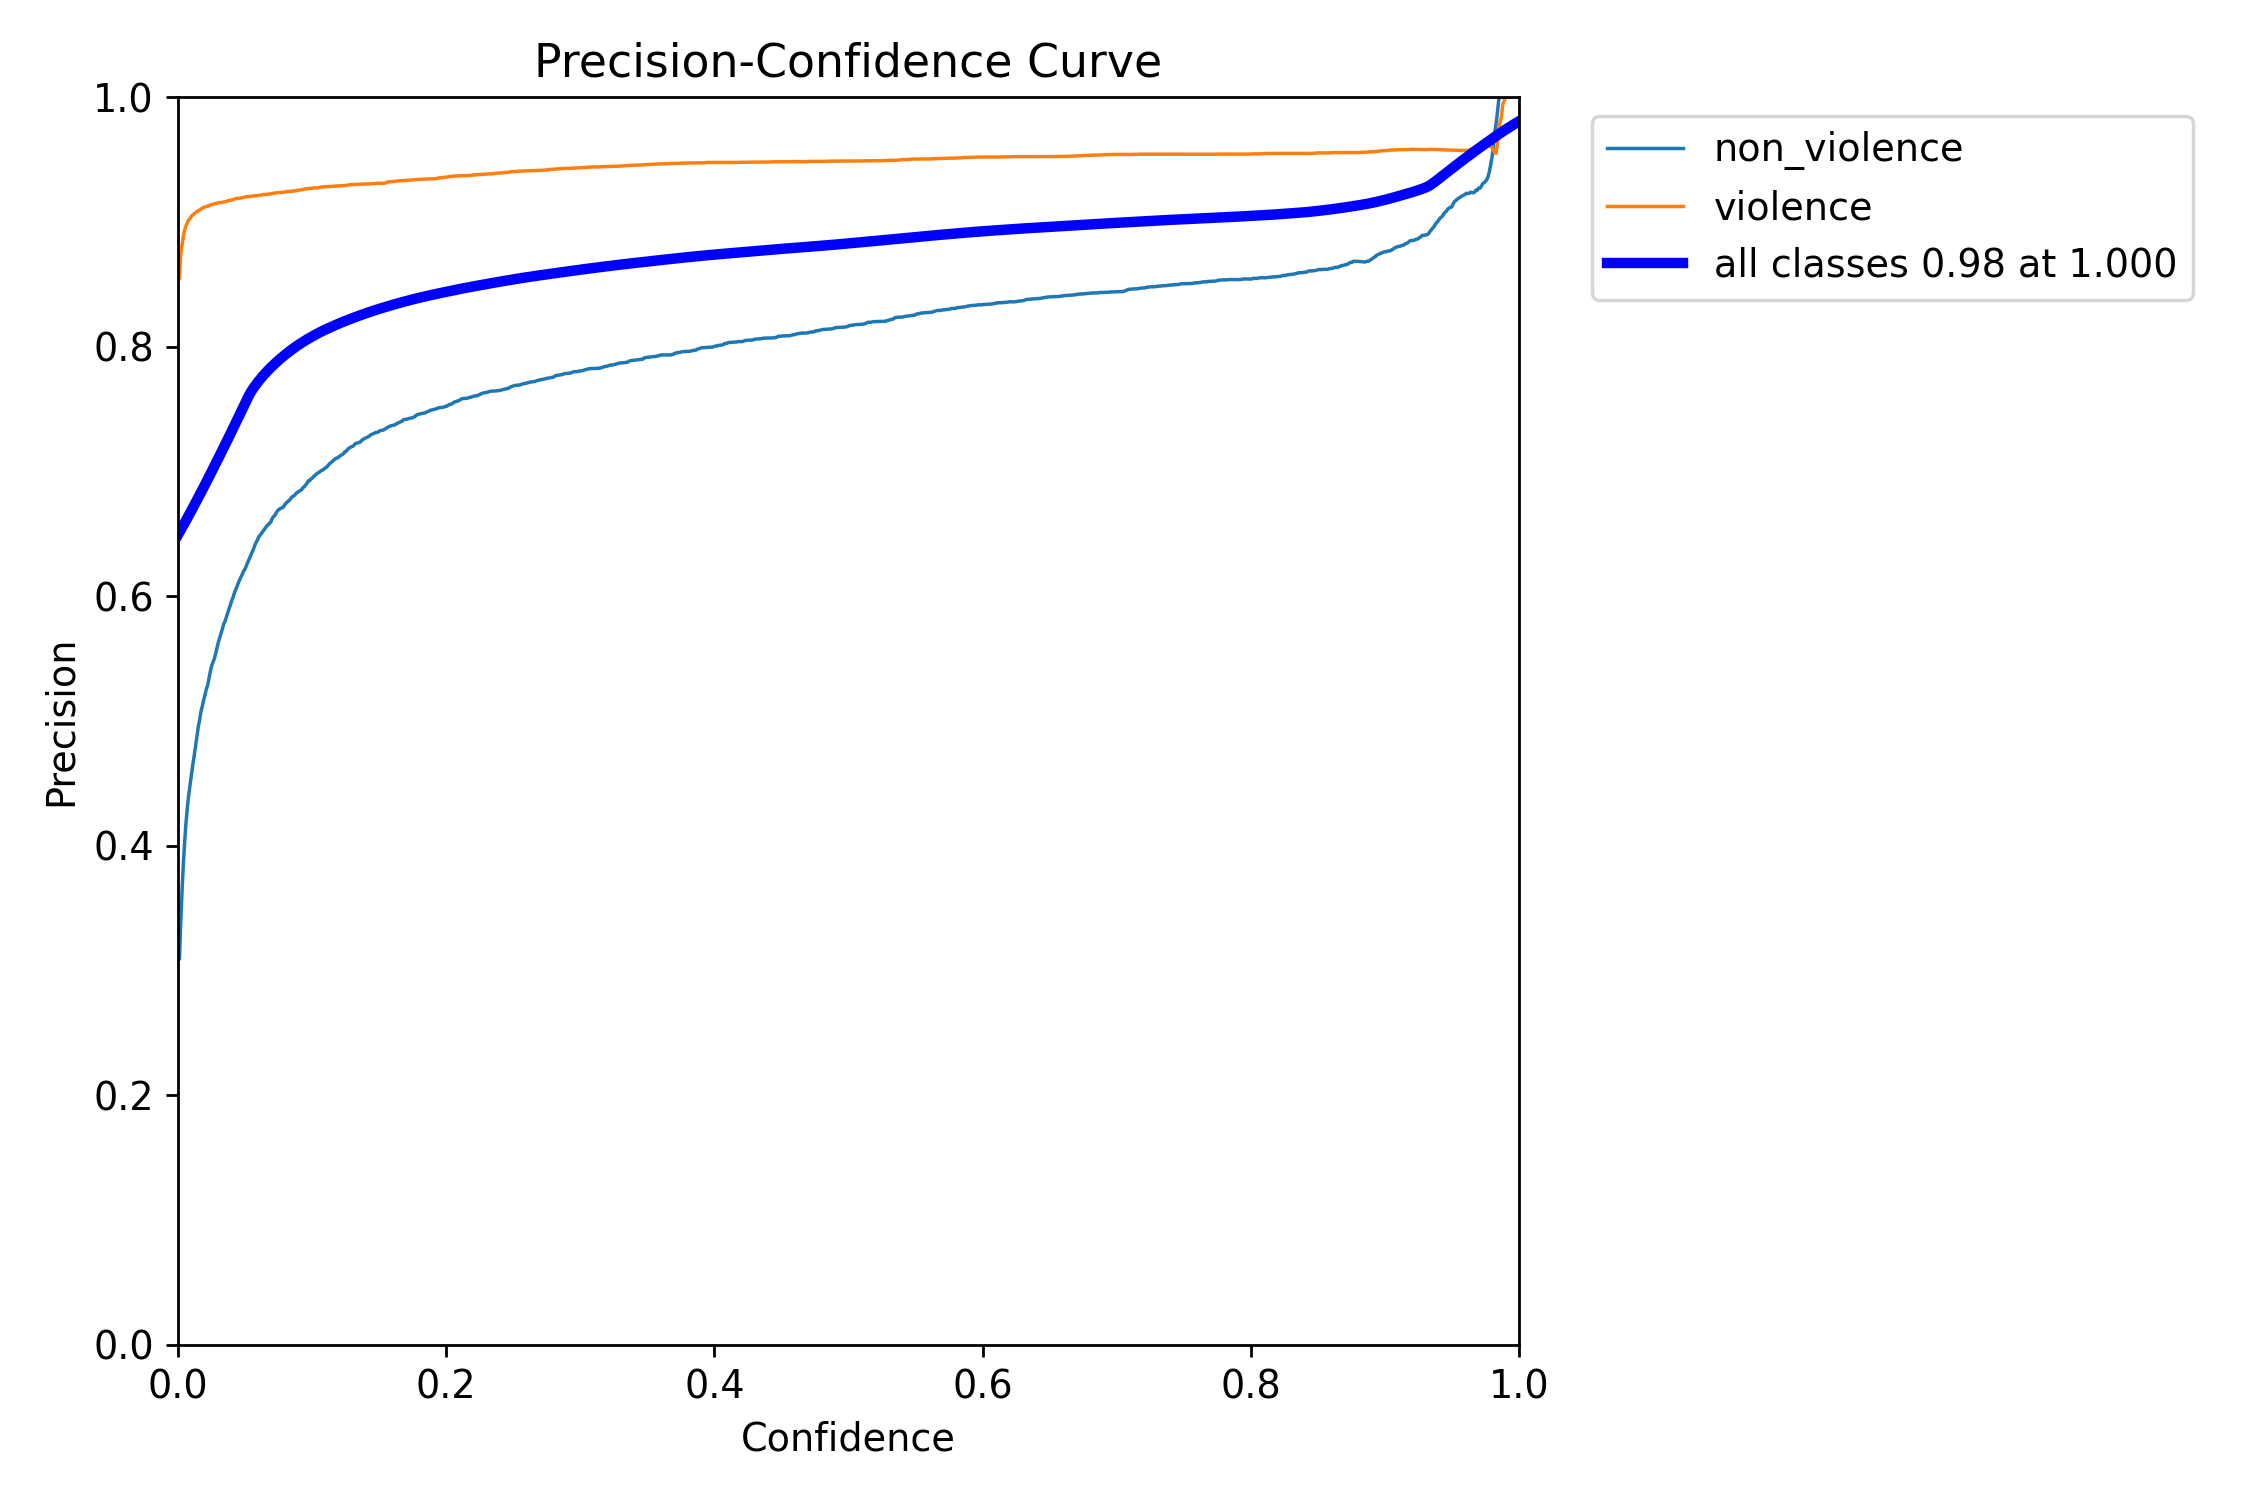 Precision-Confidence Curve
1.0
0.8
0.6
0.4
0.2
0.0
Precision
0.0 0.2 0.4 0.6 0.8 1.0
Confidence
non_violence
violence
all classes 0.98 at 1.000